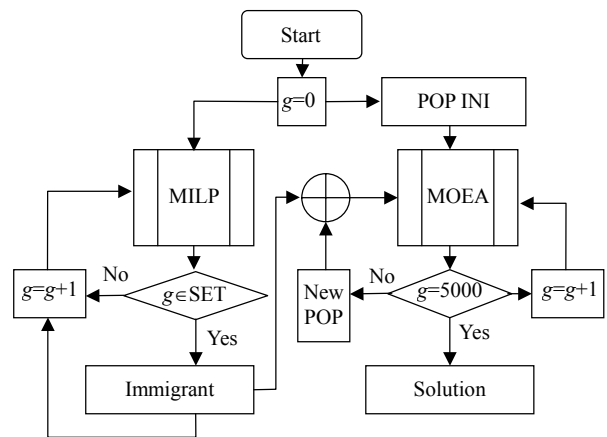 Start
g=0
POP INI
MILP
MOEA
No
g=g+1
g∈SET
Yes
New
POP
No
g=5000
g=g+1
Yes
Immigrant
Solution